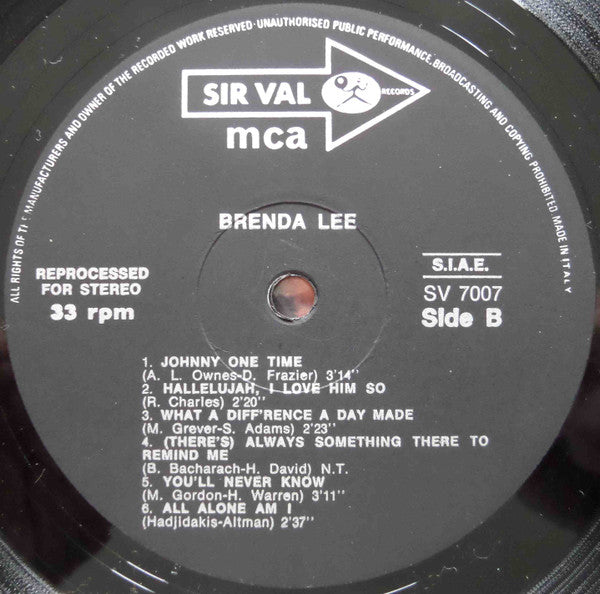 ALL RIGHTS OF THE MANUFACTURERS AND OWNER OF THE RECORDED WORK RESERVED·UNAUTHORISED PUBLIC PERFORMANCE, BROADCASTING AND COPYING PROHIBITED. MADE IN ITALY
SIR VAL
RECORDS
mca
BRENDA LEE
REPROCESSED
FOR STEREO
33 rpm
S.I.A.E.
SV 7007
Side B
1. JOHNNY ONE TIME
(A. L. Ownes-D. Frazier) 3'14''
2. HALLELUJAH, I LOVE HIM SO
(R. Charles) 2'20''
3. WHAT A DIFF'RENCE A DAY MADE
(M. Grever-S. Adams) 2'23''
4. (THERE'S) ALWAYS SOMETHING THERE TO
REMIND ME
(B. Bacharach-H. David) N.T.
5. YOU'LL NEVER KNOW
(M. Gordon-H. Warren) 3'11''
6. ALL ALONE AM I
(Hadjidakis-Altman) 2'37''